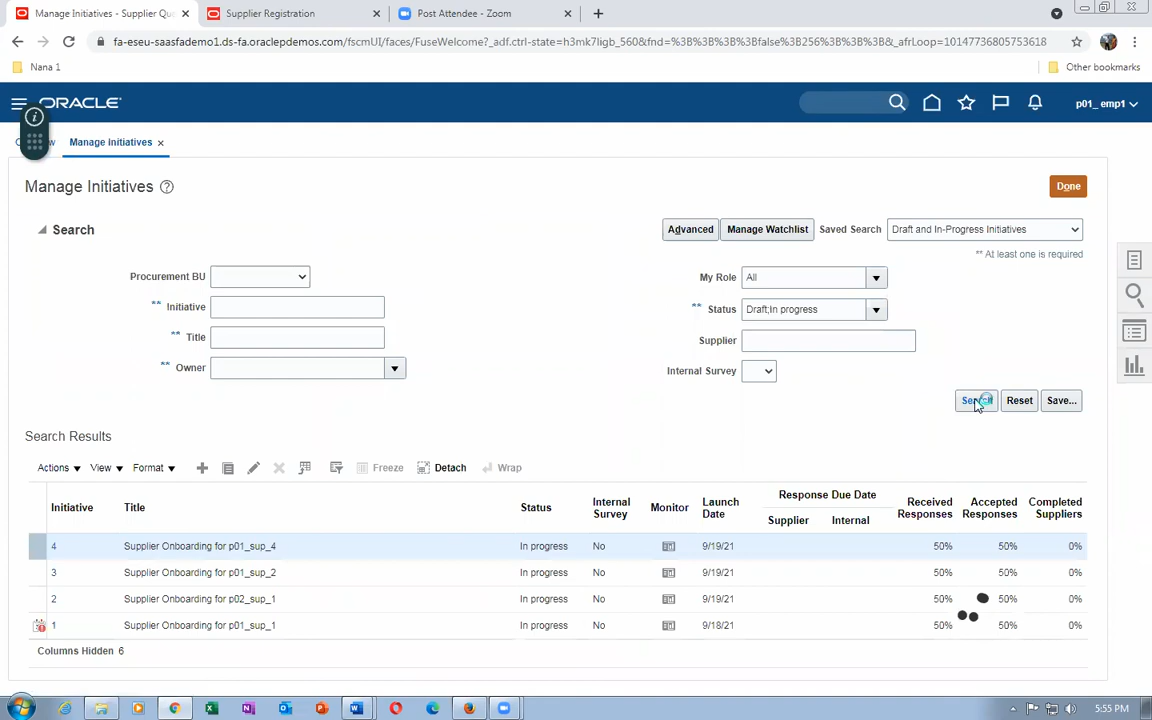 Manage Initiatives - Supplier Qu
Supplier Registration
Post Attendee - Zoom
fa-eseu-saasfademo1.ds-fa.oraclepdemos.com/fscmUI/faces/FuseWelcome?_adf.ctrl-state=h3mk7ligb_560&fnd=%3B%3B%3B%3Bfalse%3B256%3B%3B%3B&_afrLoop=10147736805753618
Nana 1
Other bookmarks
ORACLE
p01_ emp1
Manage Initiatives
Manage Initiatives
Done
Search
Advanced
Manage Watchlist
Saved Search
Draft and In-Progress Initiatives
** At least one is required
Procurement BU
My Role All
** Initiative
** Status Draft;In progress
** Title
Supplier
** Owner
Internal Survey
Search
Reset
Save...
Search Results
Actions View Format
Freeze
Detach
Wrap
Initiative Title Status Internal Survey Monitor Launch Date Response Due Date Supplier Internal Received Responses Accepted Responses Completed Suppliers
4 Supplier Onboarding for p01_sup_4 In progress No 9/19/21 50% 50% 0%
3 Supplier Onboarding for p01_sup_2 In progress No 9/19/21 50% 50% 0%
2 Supplier Onboarding for p02_sup_1 In progress No 9/19/21 50% 50% 0%
1 Supplier Onboarding for p01_sup_1 In progress No 9/18/21 50% 50% 0%
Columns Hidden 6
5:55 PM